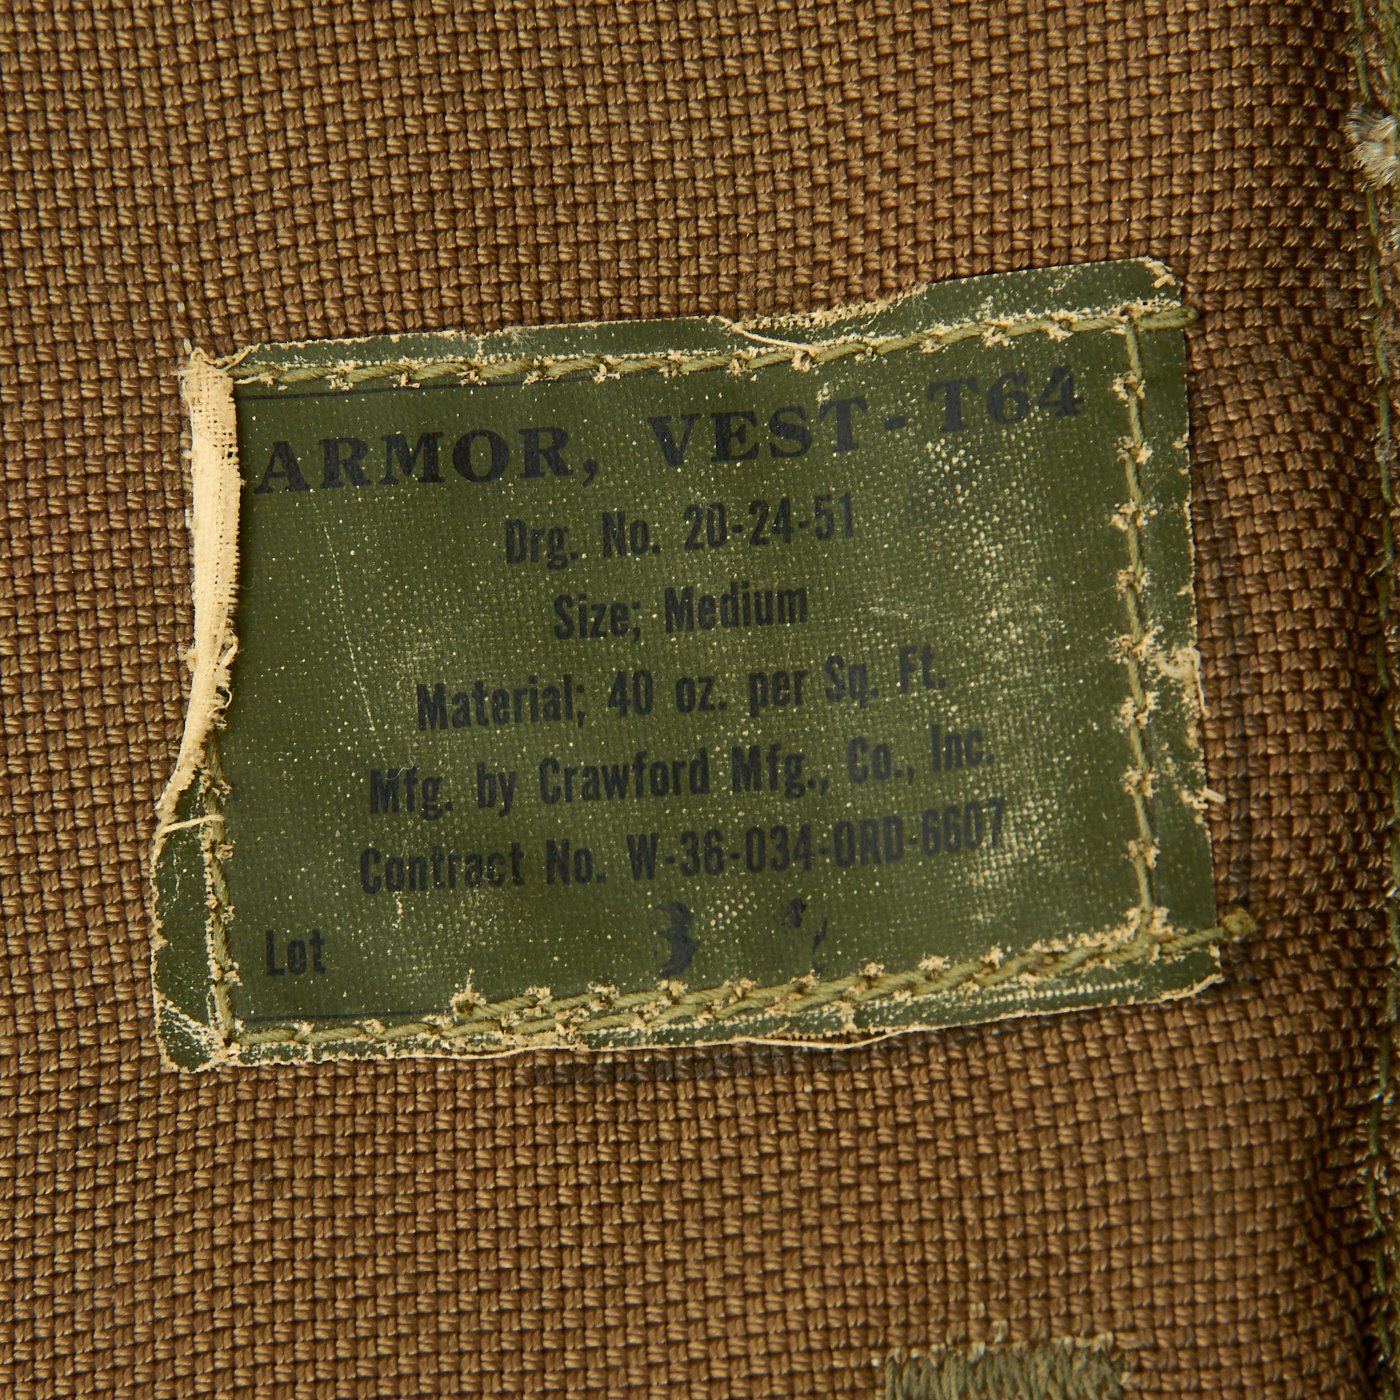 ARMOR, VEST - T64
Drg. No. 20-24-51
Size; Medium
Material; 40 oz. per Sq. Ft.
Mfg. by Crawford Mfg., Co., Inc.
Contract No. W-36-034-ORD-6607
Lot